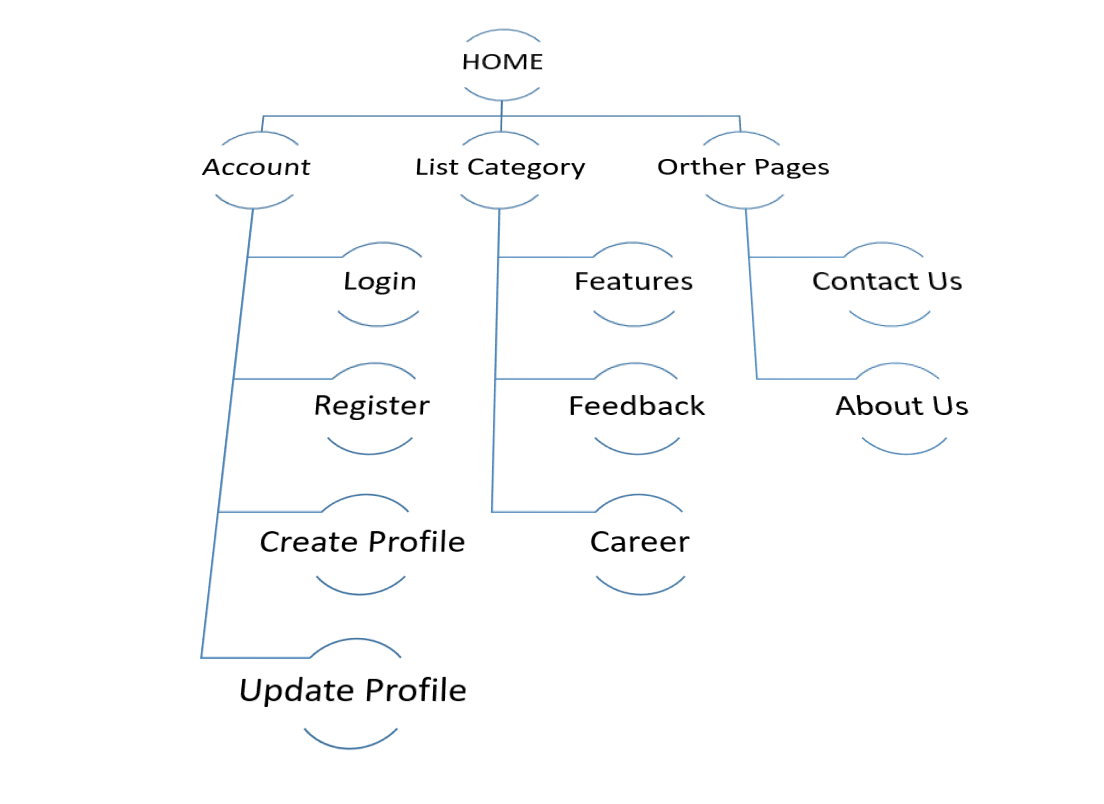 HOME
Account
List Category
Orther Pages
Login
Features
Contact Us
Register
Feedback
About Us
Create Profile
Career
Update Profile